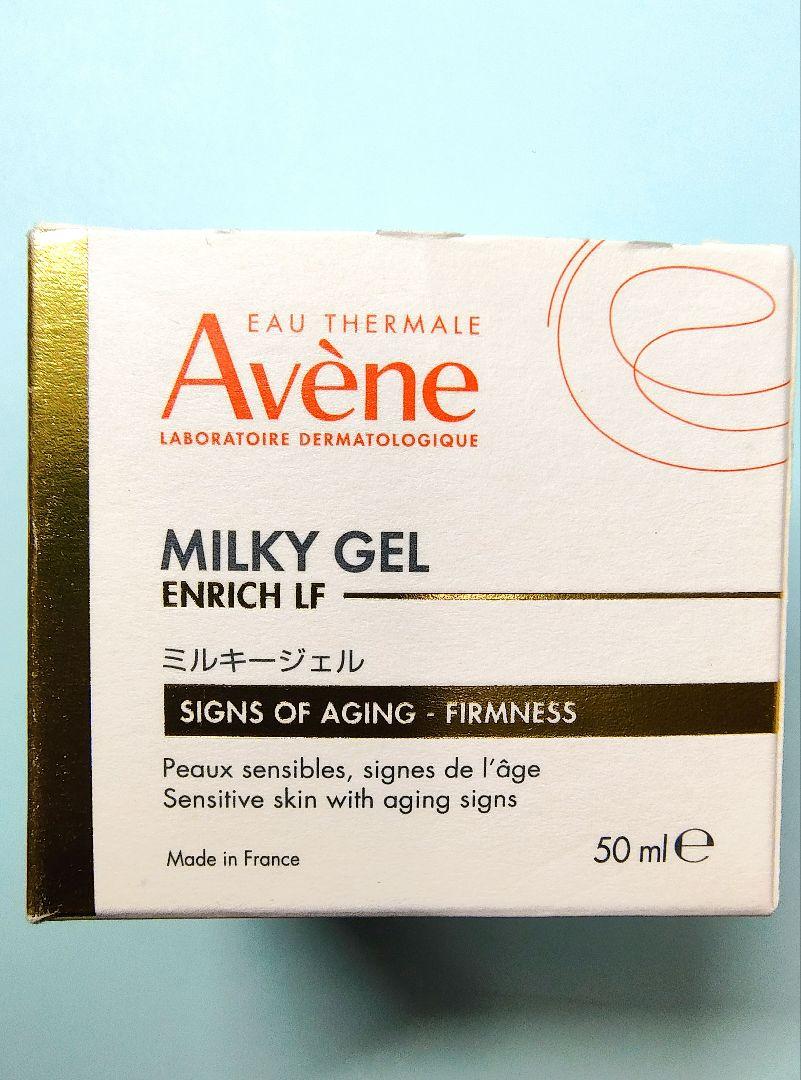 EAU THERMALE
Avène
LABORATOIRE DERMATOLOGIQUE
MILKY GEL
ENRICH LF
ミルキージェル
SIGNS OF AGING - FIRMNESS
Peaux sensibles, signes de l'âge
Sensitive skin with aging signs
Made in France
50 ml ℮